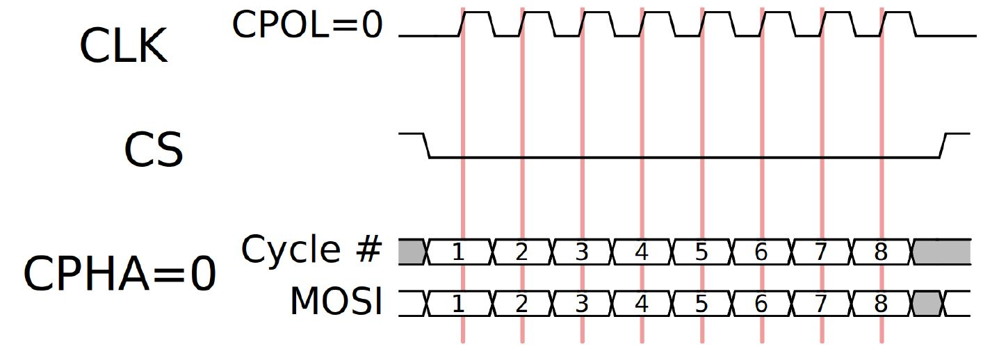 CLK CPOL=0
CS
CPHA=0
Cycle # 1 2 3 4 5 6 7 8
MOSI 1 2 3 4 5 6 7 8